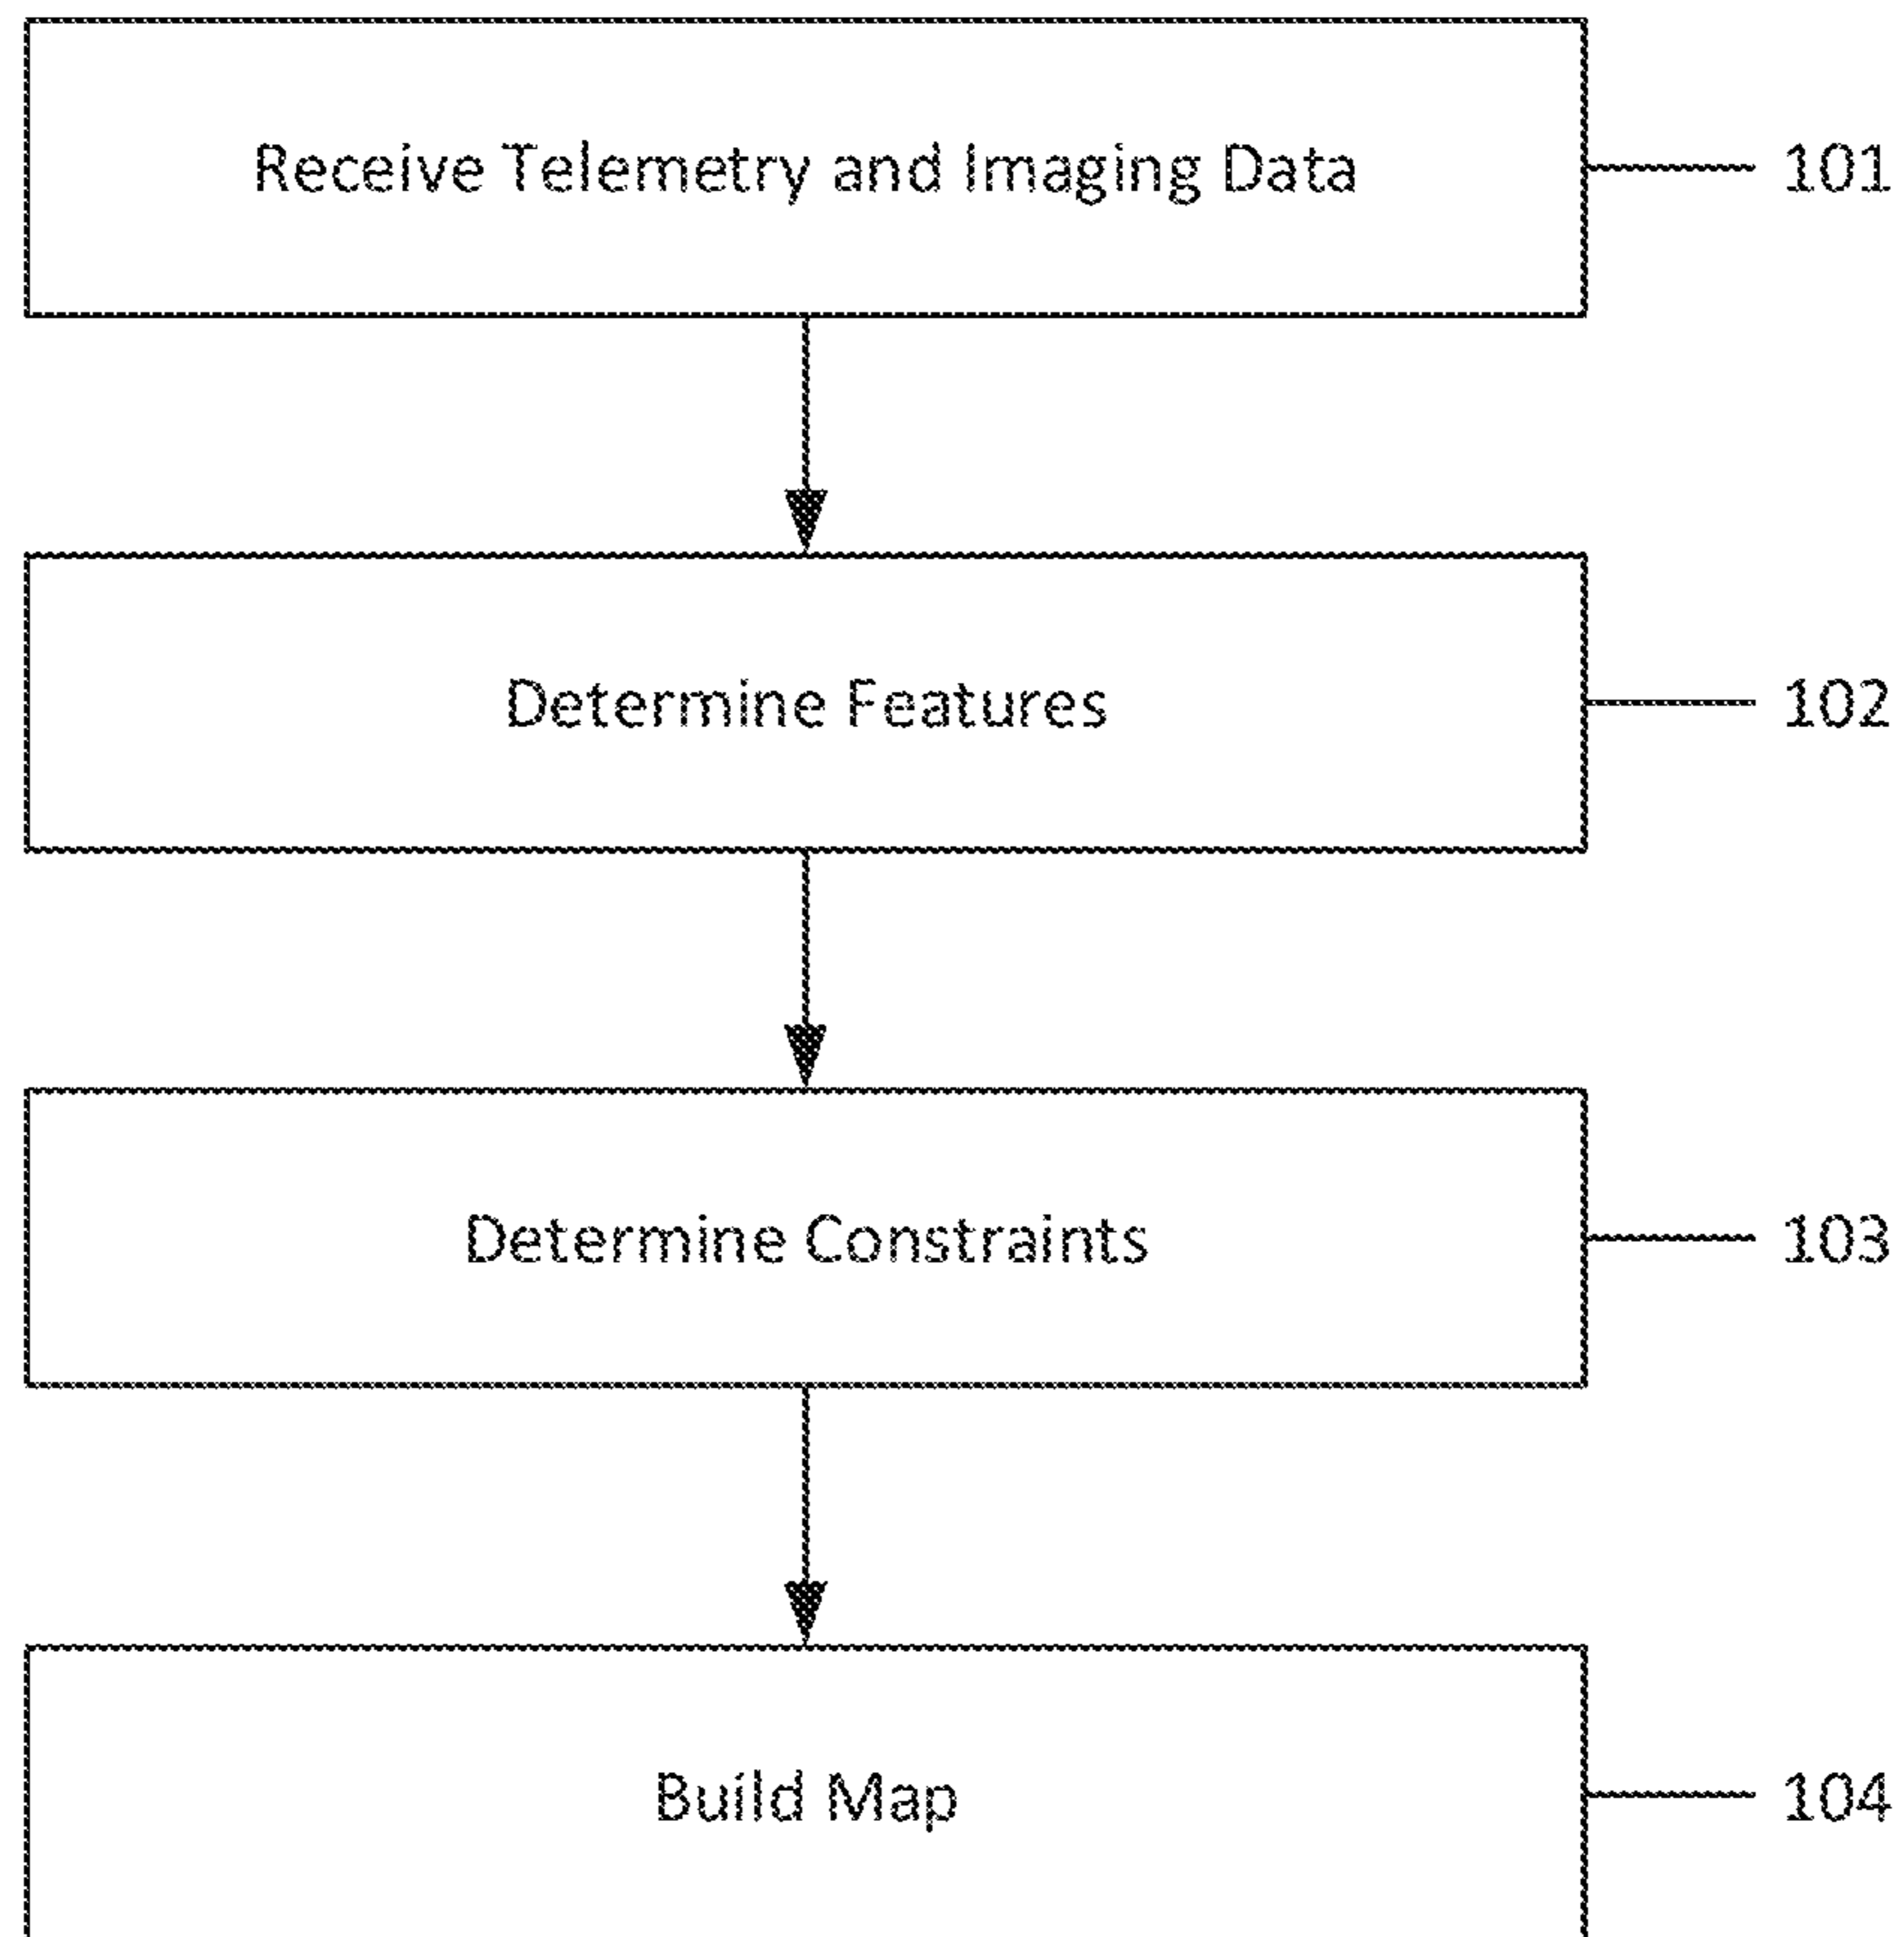 Receive Telemetry and Imaging Data 101
Determine Features 102
Determine Constraints 103
Build Map 104